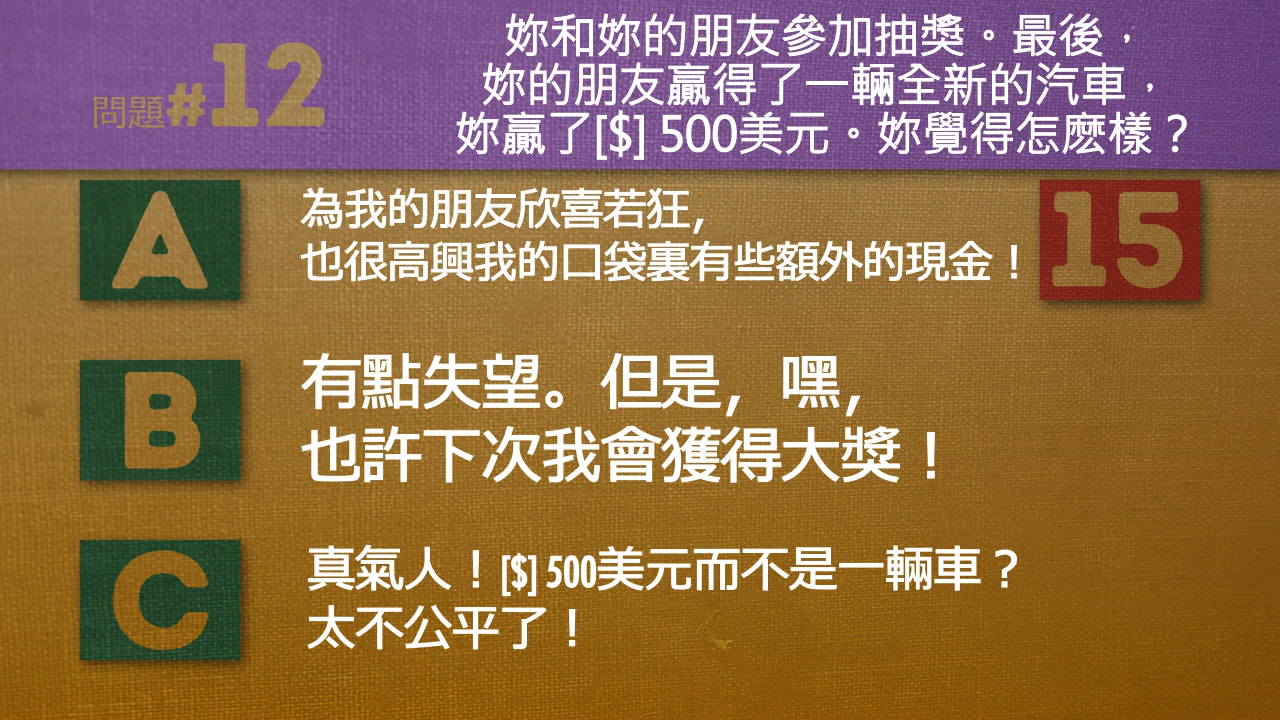 問題#12
妳和妳的朋友參加抽獎。最後，
妳的朋友贏得了一輛全新的汽車，
妳贏了[$] 500美元。妳覺得怎麽樣？
A
為我的朋友欣喜若狂,
也很高興我的口袋裏有些額外的現金！
15
B
有點失望。但是，嘿，
也許下次我會獲得大獎！
C
真氣人！[$] 500美元而不是一輛車？
太不公平了！